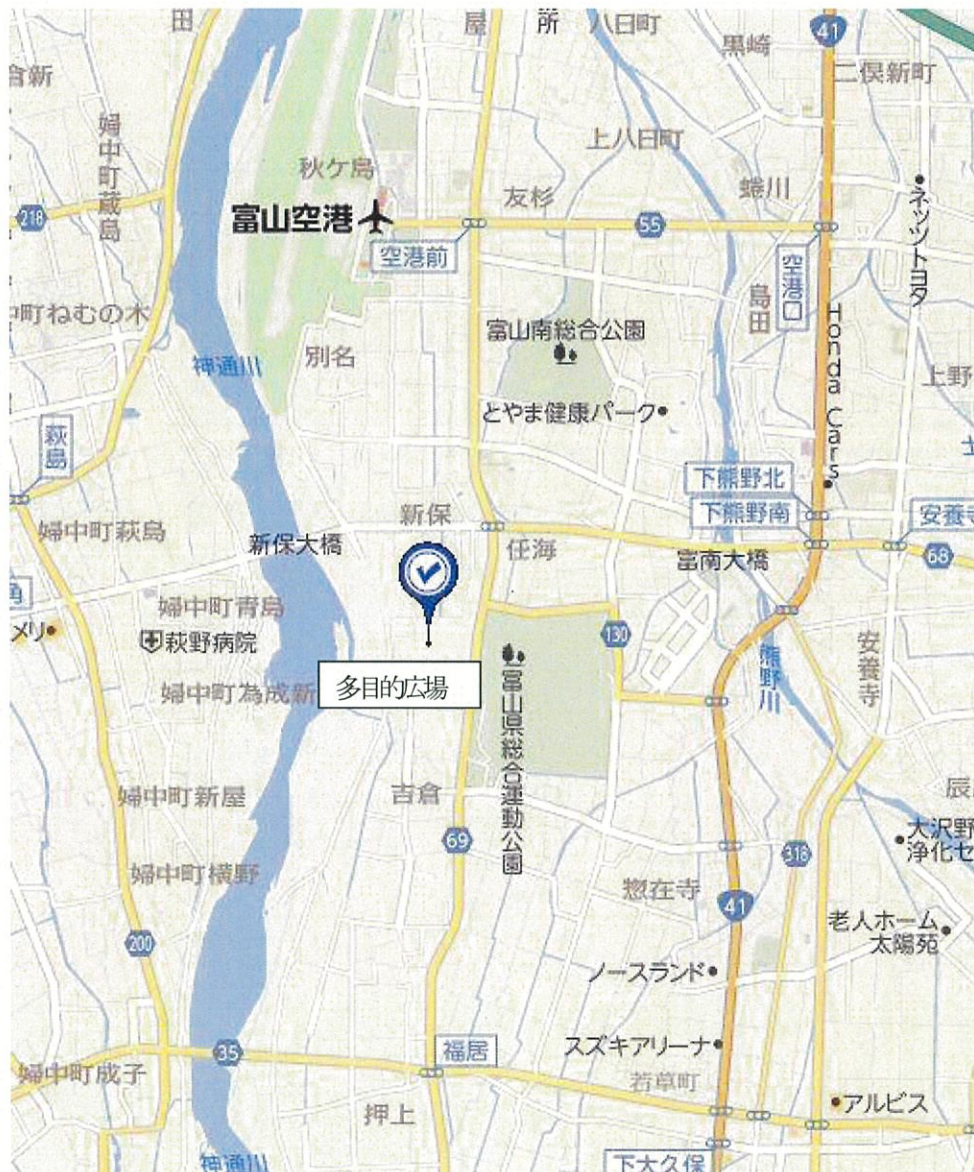 田
屋
八日町
41
黒崎
二俣新町
倉新
婦中町蔵島
上八日町
秋ケ島
友杉
蜷川
ネッツトヨタ
218
富山空港
55
空港前
空港口
島田
中町ねむの木
富山南総合公園
Honda Cars
神通川
別名
上野
とやま健康パーク
萩島
下熊野北
新保
下熊野南
安養寺
婦中町萩島
新保大橋
任海
富南大橋
68
婦中町青島
メリ
萩野病院
130
安養寺
熊野川
多目的広場
婦中町為成新
富山県総合運動公園
婦中町新屋
吉倉
辰
69
大沢野
浄化セ
318
婦中町横野
惣在寺
41
老人ホーム
太陽苑
200
ノースランド
35
福居
スズキアリーナ
婦中町成子
若草町
押上
アルビス
神通川
下大久保